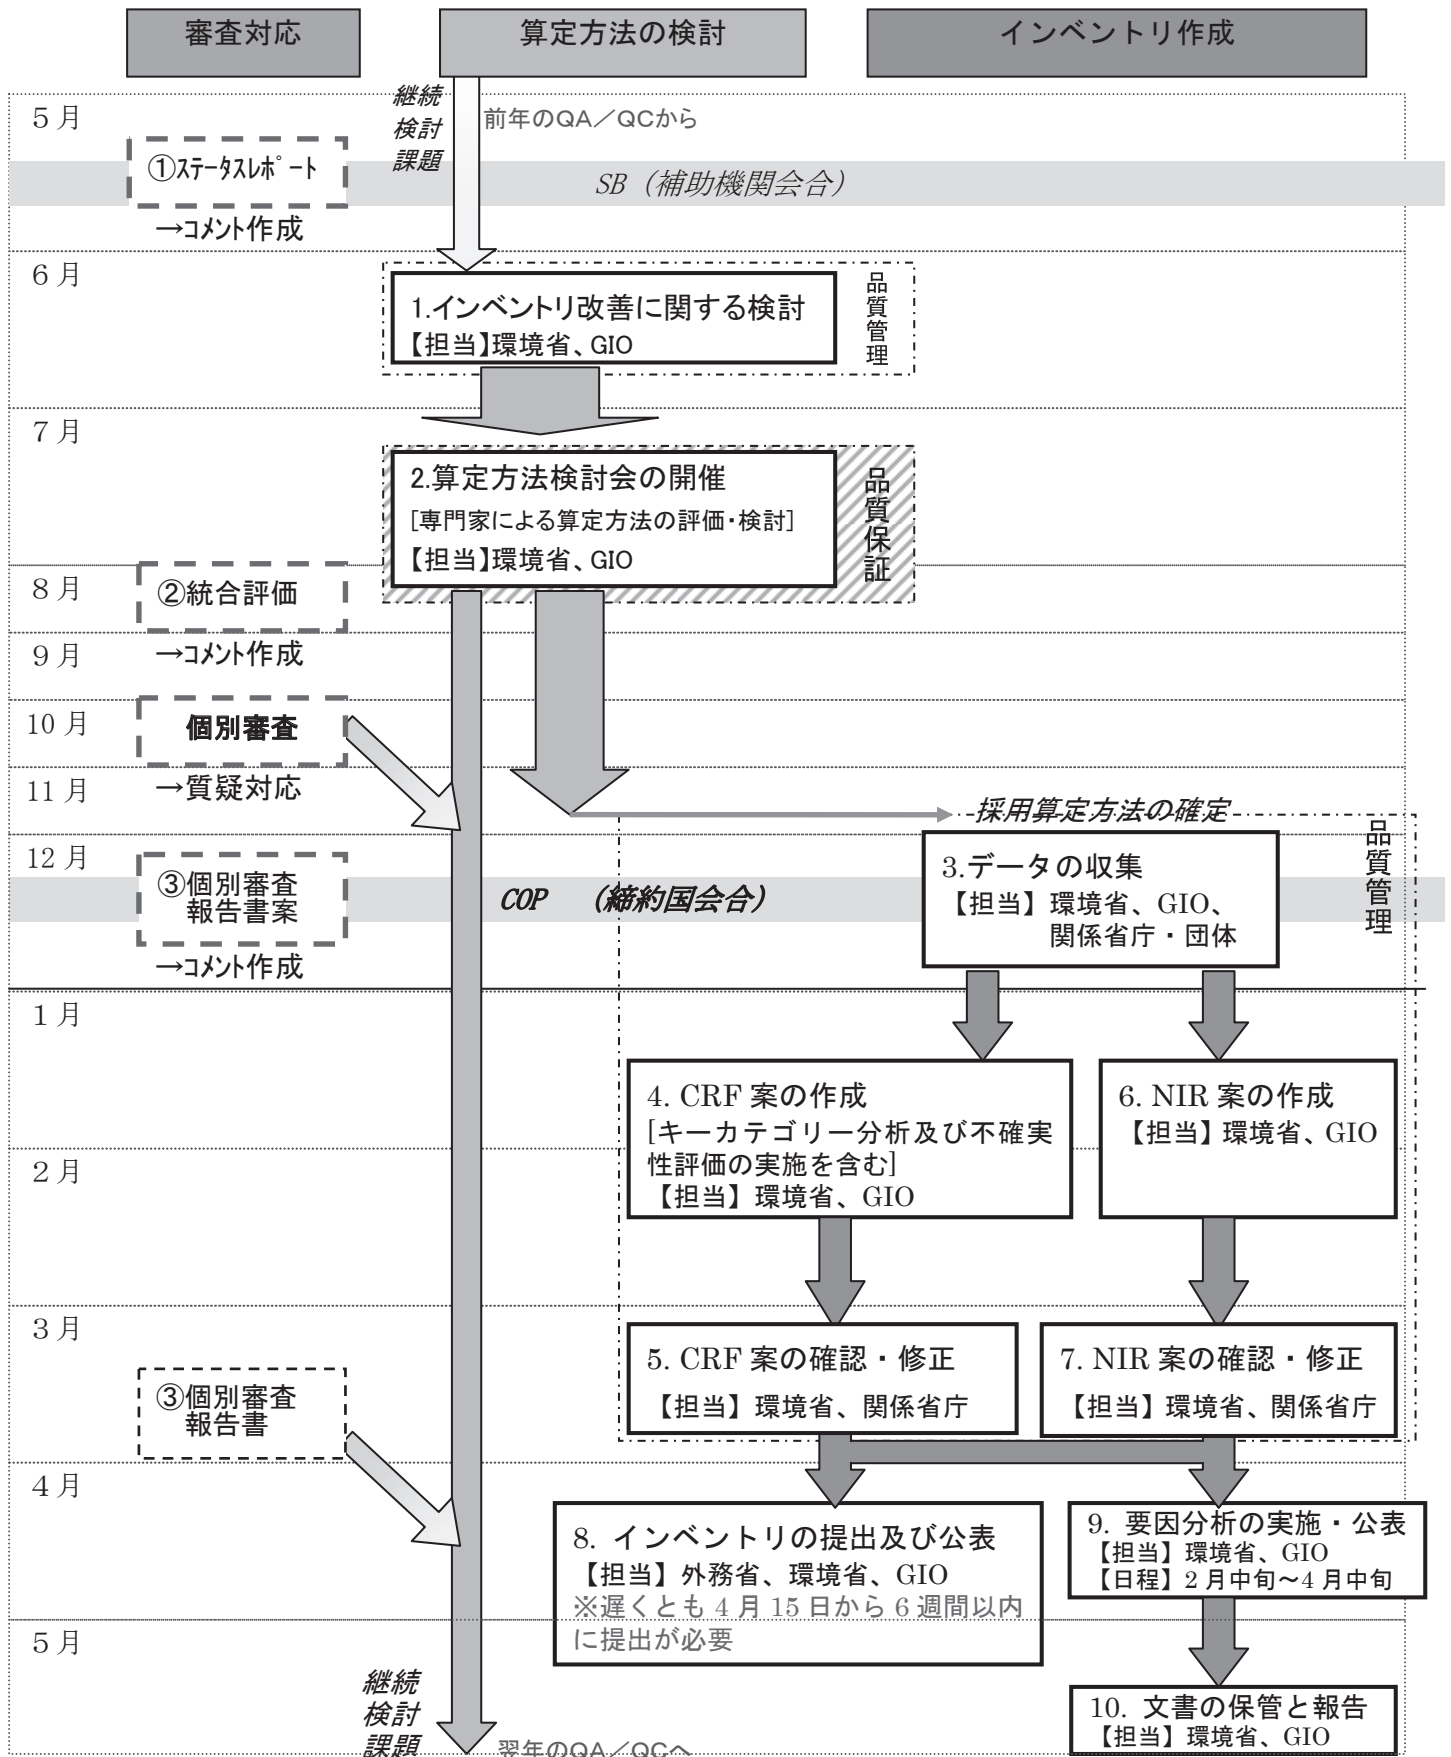 審査対応
算定方法の検討
インベントリ作成
5月
継続
検討
課題
前年のQA／QCから
①ｽﾃｰﾀｽﾚﾎﾟｰﾄ
→ｺﾒﾝﾄ作成
SB（補助機関会合）
6月
1.インベントリ改善に関する検討
【担当】環境省、GIO
品質管理
7月
2.算定方法検討会の開催
[専門家による算定方法の評価・検討]
【担当】環境省、GIO
品質保証
8月
②統合評価
9月
→ｺﾒﾝﾄ作成
10月
個別審査
11月
→質疑対応
採用算定方法の確定
12月
③個別審査
報告書案
→ｺﾒﾝﾄ作成
COP （締約国会合）
3.データの収集
【担当】環境省、GIO、
関係省庁・団体
品質管理
1月
4. CRF 案の作成
[キーカテゴリー分析及び不確実
性評価の実施を含む]
【担当】環境省、GIO
6. NIR 案の作成
【担当】環境省、GIO
2月
3月
5. CRF 案の確認・修正
【担当】環境省、関係省庁
7. NIR 案の確認・修正
【担当】環境省、関係省庁
③個別審査
報告書
4月
8. インベントリの提出及び公表
【担当】外務省、環境省、GIO
※遅くとも 4 月 15 日から 6 週間以内
に提出が必要
9. 要因分析の実施・公表
【担当】環境省、GIO
【日程】2 月中旬～4 月中旬
5月
継続
検討
課題
翌年のQA／QCへ
10. 文書の保管と報告
【担当】環境省、GIO